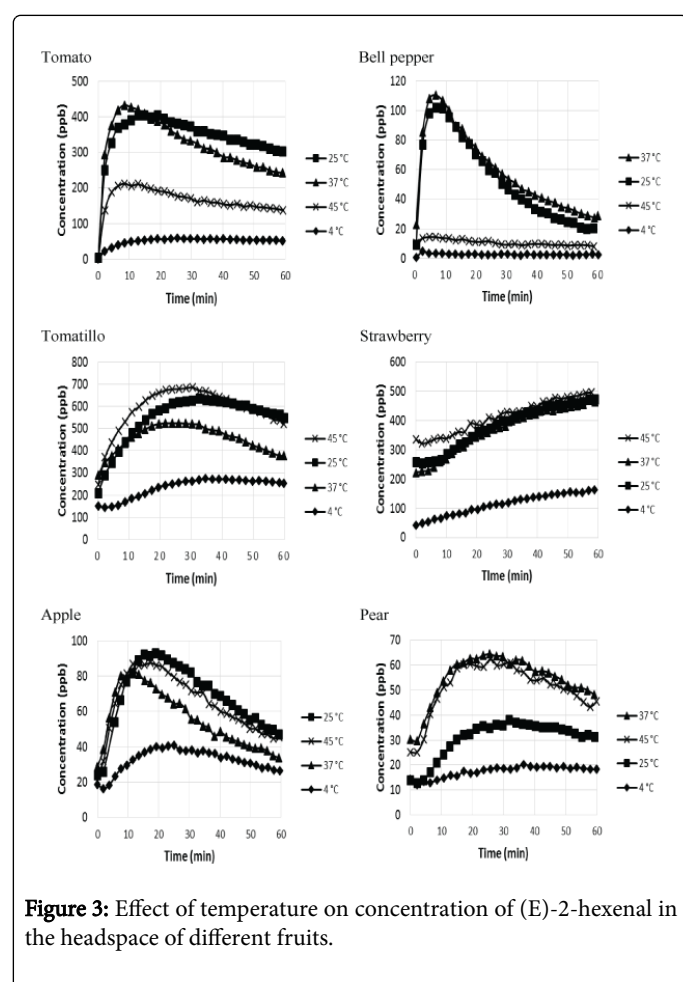 Tomato
Concentration (ppb)
500
400
300
200
100
0
0 10 20 30 40 50 60
Time (min)
25 °C
37 °C
45 °C
4 °C
Bell pepper
Concentration (ppb)
120
100
80
60
40
20
0
0 10 20 30 40 50 60
Time (min)
37 °C
25 °C
45 °C
4 °C
Tomatillo
Concentration (ppb)
800
700
600
500
400
300
200
100
0
0 10 20 30 40 50 60
Time (min)
45 °C
25 °C
37 °C
4 °C
Strawberry
Concentration (ppb)
600
500
400
300
200
100
0
0 10 20 30 40 50 60
TIme (min)
45 °C
37 °C
25 °C
4 °C
Apple
Concentration (ppb)
100
80
60
40
20
0
0 10 20 30 40 50 60
Time (min)
25 °C
45 °C
37 °C
4 °C
Pear
Concentration (ppb)
70
60
50
40
30
20
10
0
0 10 20 30 40 50 60
Time (min)
37 °C
45 °C
25 °C
4 °C
Figure 3: Effect of temperature on concentration of (E)-2-hexenal in
the headspace of different fruits.